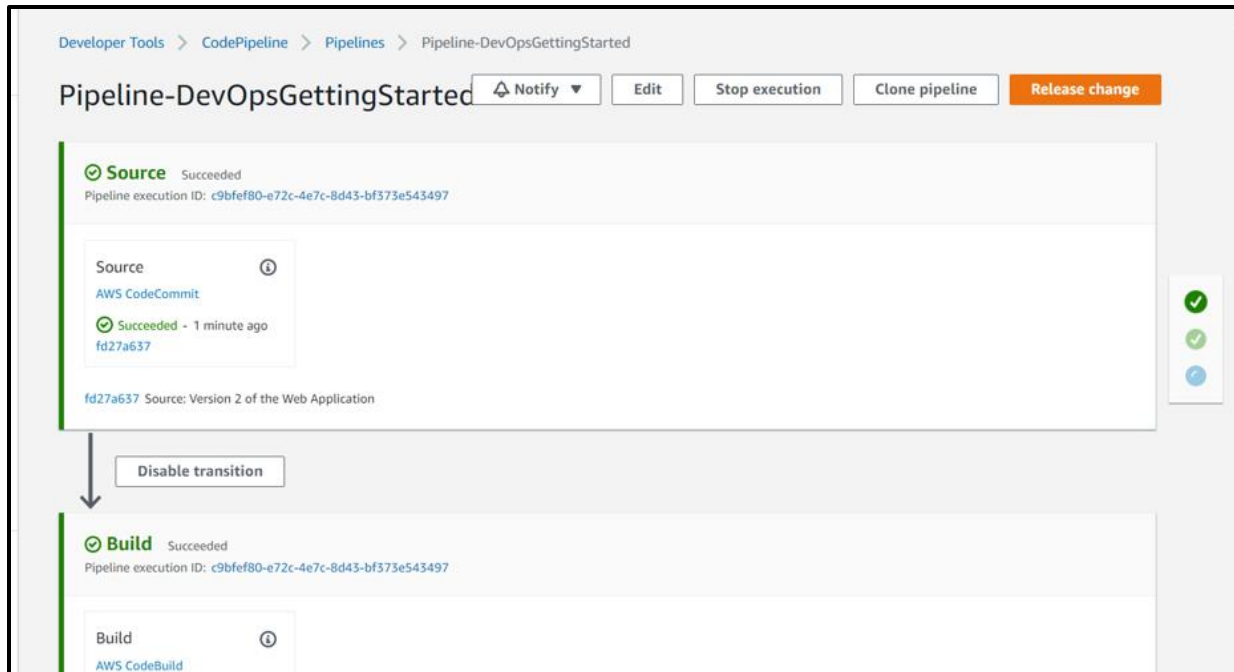 Developer Tools > CodePipeline > Pipelines > Pipeline-DevOpsGettingStarted
Pipeline-DevOpsGettingStarted
Notify ▼ Edit Stop execution Clone pipeline Release change
Source Succeeded
Pipeline execution ID: c9bfef80-e72c-4e7c-8d43-bf373e543497
Source
AWS CodeCommit
Succeeded - 1 minute ago
fd27a637
fd27a637 Source: Version 2 of the Web Application
Disable transition
Build Succeeded
Pipeline execution ID: c9bfef80-e72c-4e7c-8d43-bf373e543497
Build
AWS CodeBuild